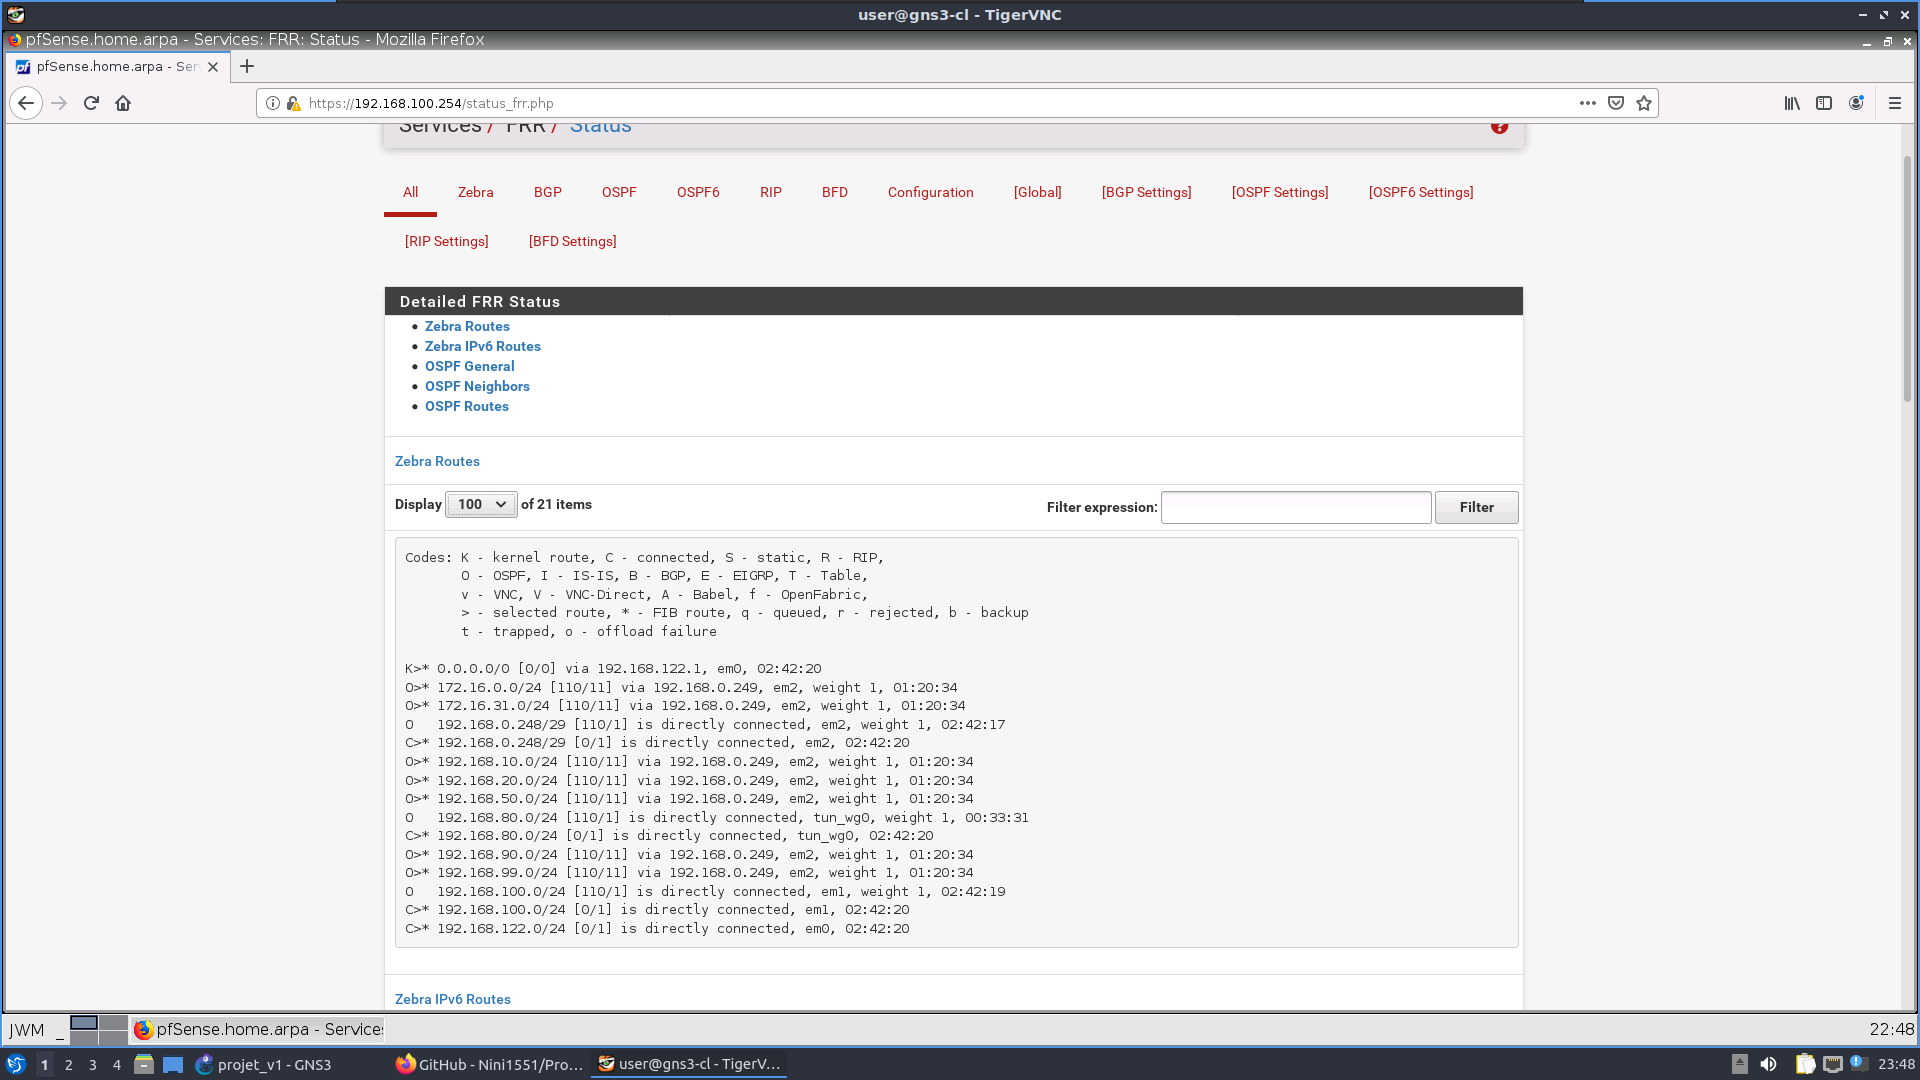 user@gns3-cl - TigerVNC
pfSense.home.arpa - Services: FRR: Status - Mozilla Firefox
pfSense.home.arpa - Ser
https://192.168.100.254/status_frr.php
Services / FRR / Status
All Zebra BGP OSPF OSPF6 RIP BFD Configuration [Global] [BGP Settings] [OSPF Settings] [OSPF6 Settings]
[RIP Settings] [BFD Settings]
Detailed FRR Status
Zebra Routes
Zebra IPv6 Routes
OSPF General
OSPF Neighbors
OSPF Routes
Zebra Routes
Display 100 of 21 items Filter expression: Filter
Codes: K - kernel route, C - connected, S - static, R - RIP,
O - OSPF, I - IS-IS, B - BGP, E - EIGRP, T - Table,
v - VNC, V - VNC-Direct, A - Babel, f - OpenFabric,
> - selected route, * - FIB route, q - queued, r - rejected, b - backup
t - trapped, o - offload failure
K>* 0.0.0.0/0 [0/0] via 192.168.122.1, em0, 02:42:20
O>* 172.16.0.0/24 [110/11] via 192.168.0.249, em2, weight 1, 01:20:34
O>* 172.16.31.0/24 [110/11] via 192.168.0.249, em2, weight 1, 01:20:34
O   192.168.0.248/29 [110/1] is directly connected, em2, weight 1, 02:42:17
C>* 192.168.0.248/29 [0/1] is directly connected, em2, 02:42:20
O>* 192.168.10.0/24 [110/11] via 192.168.0.249, em2, weight 1, 01:20:34
O>* 192.168.20.0/24 [110/11] via 192.168.0.249, em2, weight 1, 01:20:34
O>* 192.168.50.0/24 [110/11] via 192.168.0.249, em2, weight 1, 01:20:34
O   192.168.80.0/24 [110/1] is directly connected, tun_wg0, weight 1, 00:33:31
C>* 192.168.80.0/24 [0/1] is directly connected, tun_wg0, 02:42:20
O>* 192.168.90.0/24 [110/11] via 192.168.0.249, em2, weight 1, 01:20:34
O>* 192.168.99.0/24 [110/11] via 192.168.0.249, em2, weight 1, 01:20:34
O   192.168.100.0/24 [110/1] is directly connected, em1, weight 1, 02:42:19
C>* 192.168.100.0/24 [0/1] is directly connected, em1, 02:42:20
C>* 192.168.122.0/24 [0/1] is directly connected, em0, 02:42:20
Zebra IPv6 Routes
JWM _ pfSense.home.arpa - Services 22:48
1 2 3 4 projet_v1 - GNS3 GitHub - Nini1551/Pro... user@gns3-cl - TigerV... 23:48